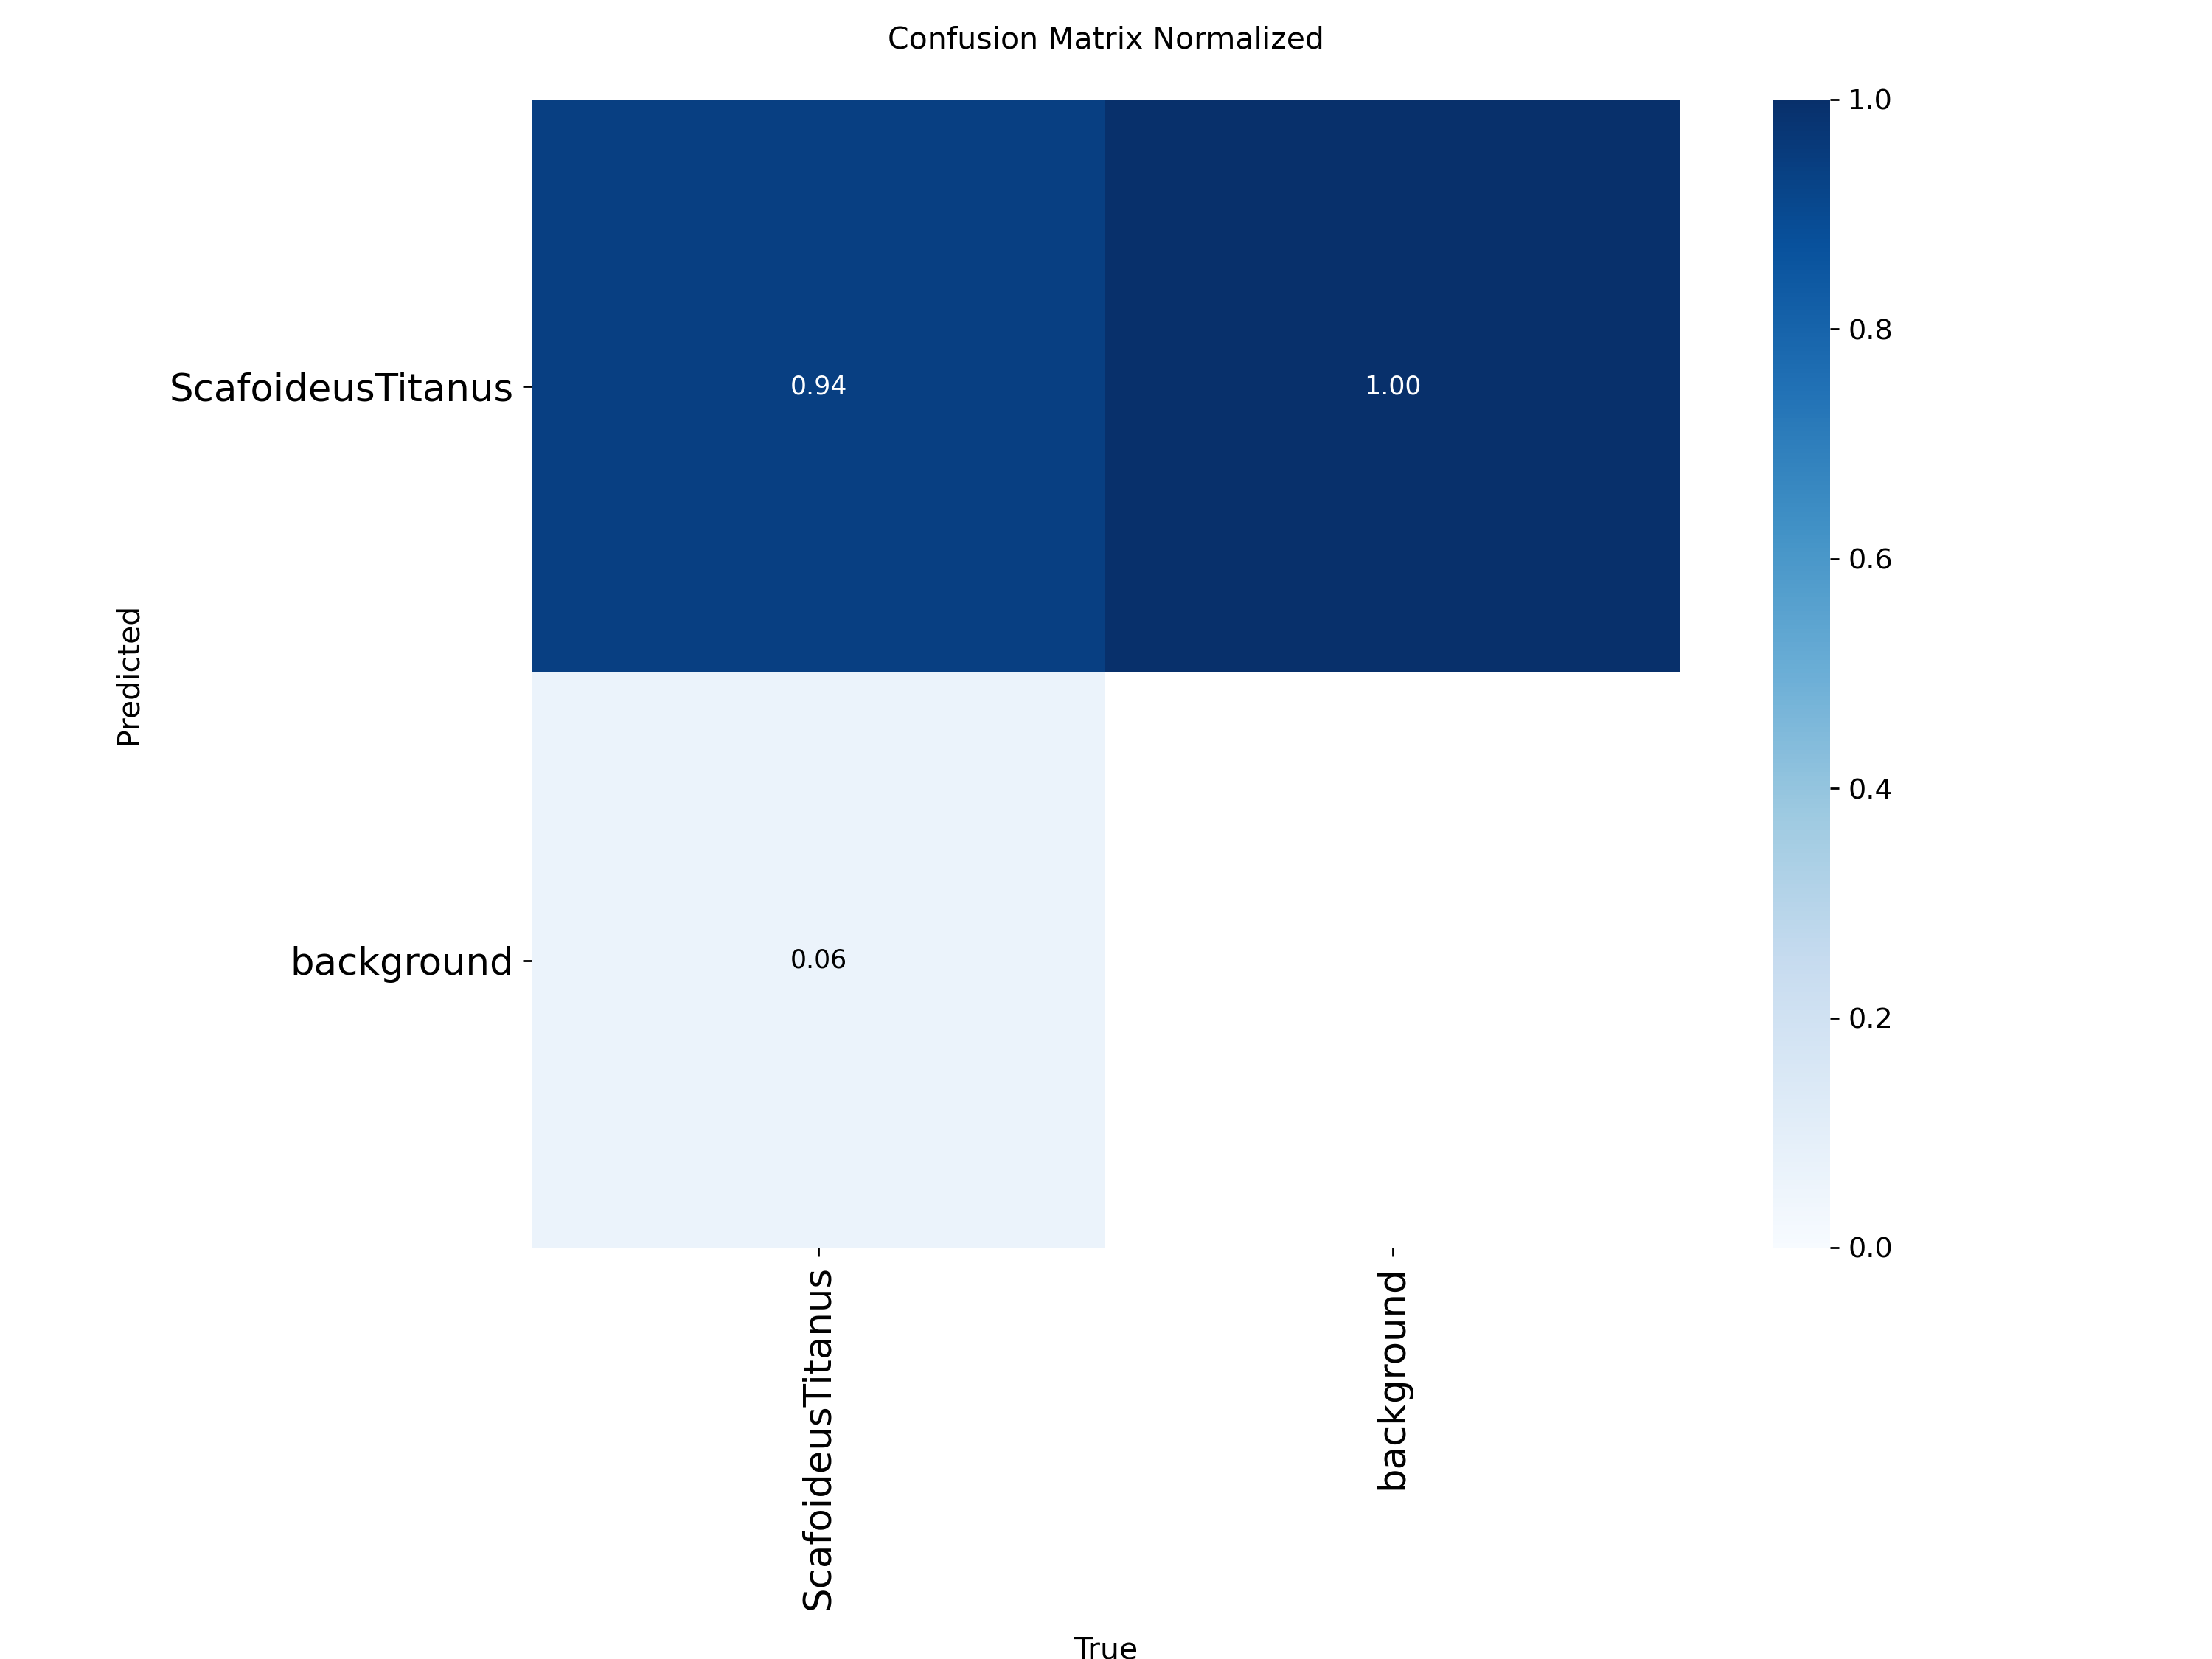 Confusion Matrix Normalized
1.0
0.8
0.6
0.4
0.2
0.0
Predicted
ScafoideusTitanus
background
0.94
1.00
0.06
ScafoideusTitanus
background
True